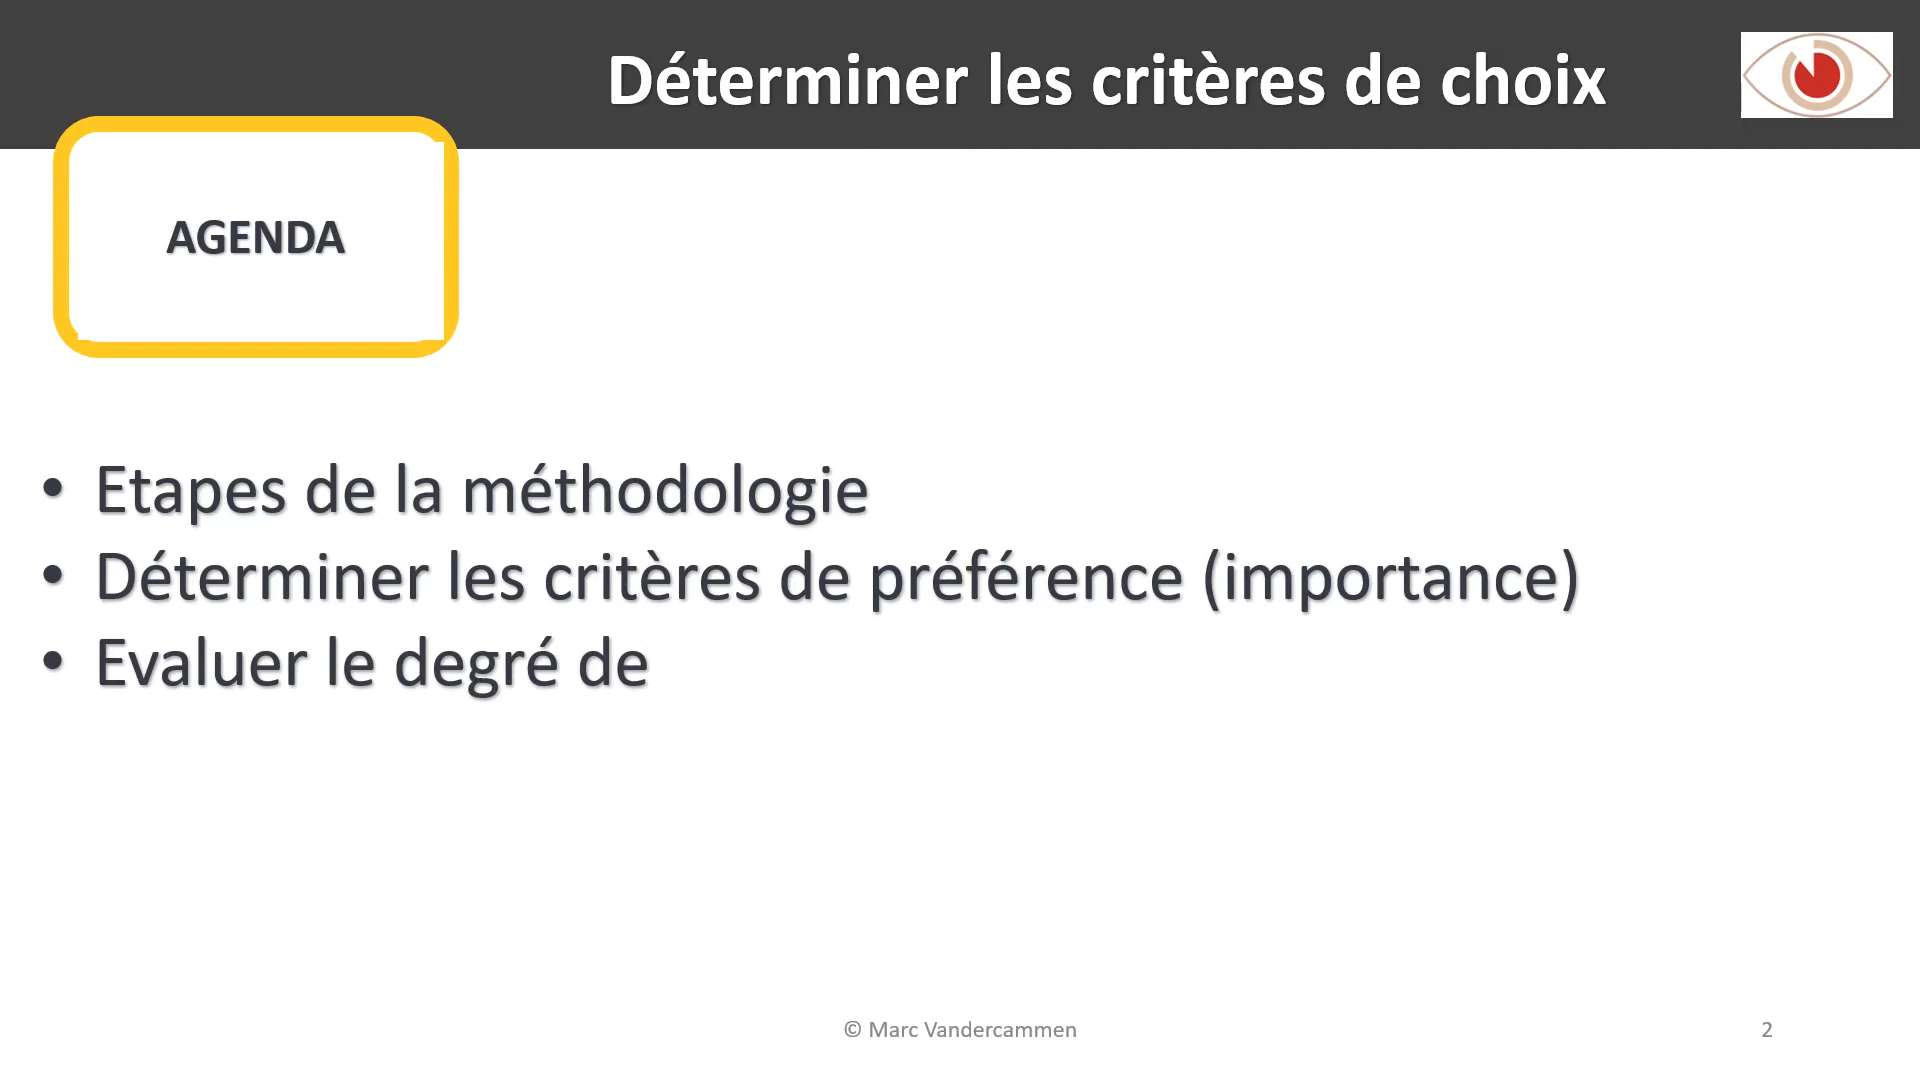 Déterminer les critères de choix
AGENDA
• Etapes de la méthodologie
• Déterminer les critères de préférence (importance)
• Evaluer le degré de
© Marc Vandercammen
2